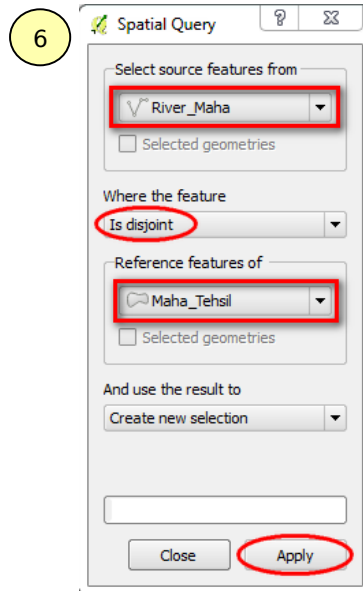 6
Spatial Query
Select source features from
River_Maha
Selected geometries
Where the feature
Is disjoint
Reference features of
Maha_Tehsil
Selected geometries
And use the result to
Create new selection
Close
Apply